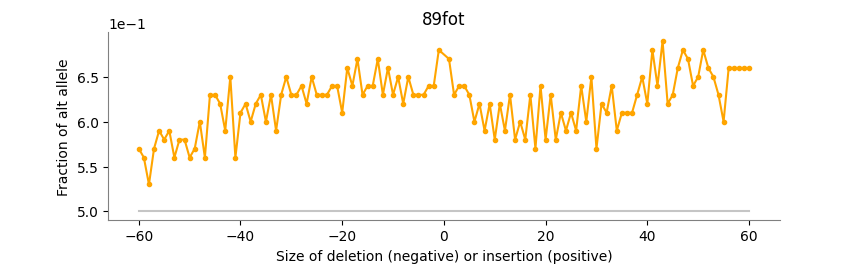 89fot
1e−1
6.5
6.0
5.5
5.0
Fraction of alt allele
−60 −40 −20 0 20 40 60
Size of deletion (negative) or insertion (positive)